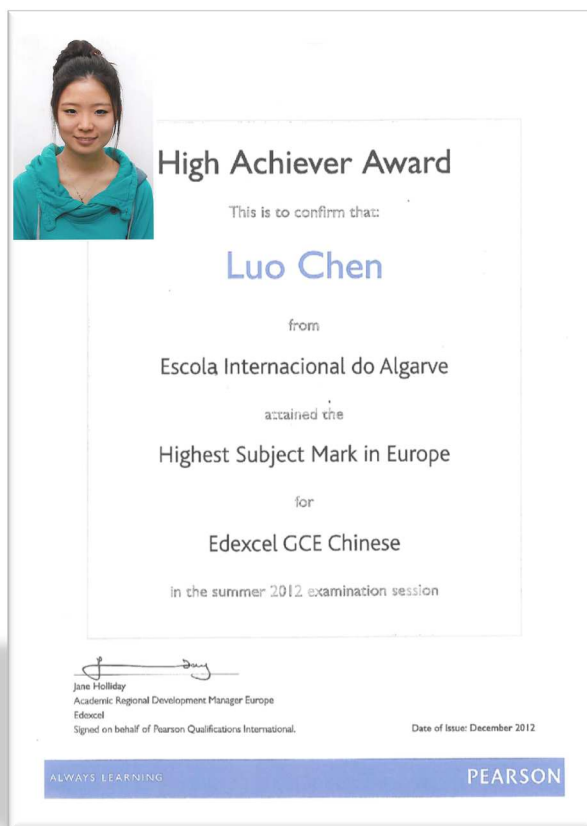 High Achiever Award
This is to confirm that:
Luo Chen
from
Escola Internacional do Algarve
attained the
Highest Subject Mark in Europe
for
Edexcel GCE Chinese
in the summer 2012 examination session
Jane Holliday
Academic Regional Development Manager Europe
Edexcel
Signed on behalf of Pearson Qualifications International.
Date of Issue: December 2012
ALWAYS LEARNING
PEARSON